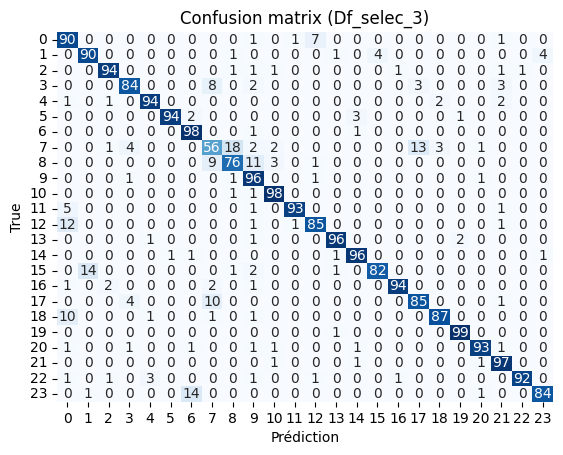 Confusion matrix (Df_selec_3)
True
0 90 0 0 0 0 0 0 0 0 1 0 1 7 0 0 0 0 0 0 0 0 1 0 0
1 0 90 0 0 0 0 0 0 1 0 0 0 0 1 0 4 0 0 0 0 0 0 0 4
2 0 0 94 0 0 0 0 0 1 1 1 0 0 0 0 0 1 0 0 0 0 1 1 0
3 0 0 0 84 0 0 0 8 0 2 0 0 0 0 0 0 0 3 0 0 0 3 0 0
4 1 0 1 0 94 0 0 0 0 0 0 0 0 0 0 0 0 0 2 0 0 2 0 0
5 0 0 0 0 0 94 2 0 0 0 0 0 0 0 3 0 0 0 0 1 0 0 0 0
6 0 0 0 0 0 0 98 0 0 1 0 0 0 0 1 0 0 0 0 0 0 0 0 0
7 0 0 1 4 0 0 0 56 18 2 2 0 0 0 0 0 0 13 3 0 1 0 0 0
8 0 0 0 0 0 0 0 9 76 11 3 0 1 0 0 0 0 0 0 0 0 0 0 0
9 0 0 0 1 0 0 0 0 1 96 0 0 1 0 0 0 0 0 0 0 1 0 0 0
10 0 0 0 0 0 0 0 0 1 1 98 0 0 0 0 0 0 0 0 0 0 0 0 0
11 5 0 0 0 0 0 0 0 0 1 0 93 0 0 0 0 0 0 0 0 0 1 0 0
12 12 0 0 0 0 0 0 0 0 1 0 1 85 0 0 0 0 0 0 0 0 1 0 0
13 0 0 0 0 1 0 0 0 0 1 0 0 0 96 0 0 0 0 0 2 0 0 0 0
14 0 0 0 0 0 1 1 0 0 0 0 0 0 1 96 0 0 0 0 0 0 0 0 1
15 0 14 0 0 0 0 0 0 1 2 0 0 0 1 0 82 0 0 0 0 0 0 0 0
16 1 0 2 0 0 0 0 2 0 1 0 0 0 0 0 0 94 0 0 0 0 0 0 0
17 0 0 0 4 0 0 0 10 0 0 0 0 0 0 0 0 0 85 0 0 0 1 0 0
18 10 0 0 0 1 0 0 1 0 1 0 0 0 0 0 0 0 0 87 0 0 0 0 0
19 0 0 0 0 0 0 0 0 0 0 0 0 0 1 0 0 0 0 0 99 0 0 0 0
20 1 0 0 1 0 0 1 0 0 1 1 0 0 0 1 0 0 0 0 0 93 1 0 0
21 0 0 0 0 0 0 0 0 0 0 1 0 0 0 1 0 0 0 0 0 1 97 0 0
22 1 0 1 0 3 0 0 0 0 1 0 0 1 0 0 0 1 0 0 0 0 0 92 0
23 0 1 0 0 0 0 14 0 0 0 0 0 0 0 0 0 0 0 0 0 1 0 0 84
0 1 2 3 4 5 6 7 8 9 10 11 12 13 14 15 16 17 18 19 20 21 22 23
Prédiction